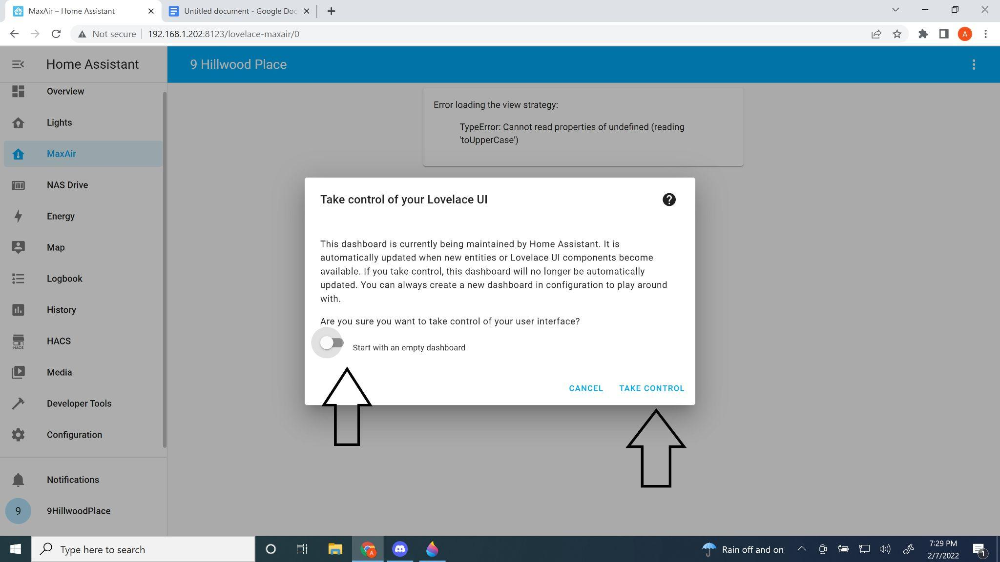 MaxAir – Home Assistant
Untitled document - Google Doc
Not secure
192.168.1.202:8123/lovelace-maxair/0
A
Home Assistant
9 Hillwood Place
Overview
Lights
MaxAir
NAS Drive
Energy
Map
Logbook
History
HACS
HACS
Media
Developer Tools
Configuration
Notifications
9
9HillwoodPlace
Error loading the view strategy:
TypeError: Cannot read properties of undefined (reading
'toUpperCase')
Take control of your Lovelace UI
?
This dashboard is currently being maintained by Home Assistant. It is
automatically updated when new entities or Lovelace UI components become
available. If you take control, this dashboard will no longer be automatically
updated. You can always create a new dashboard in configuration to play around
with.
Are you sure you want to take control of your user interface?
Start with an empty dashboard
CANCEL
TAKE CONTROL
Type here to search
A
Rain off and on
7:29 PM
2/7/2022
1